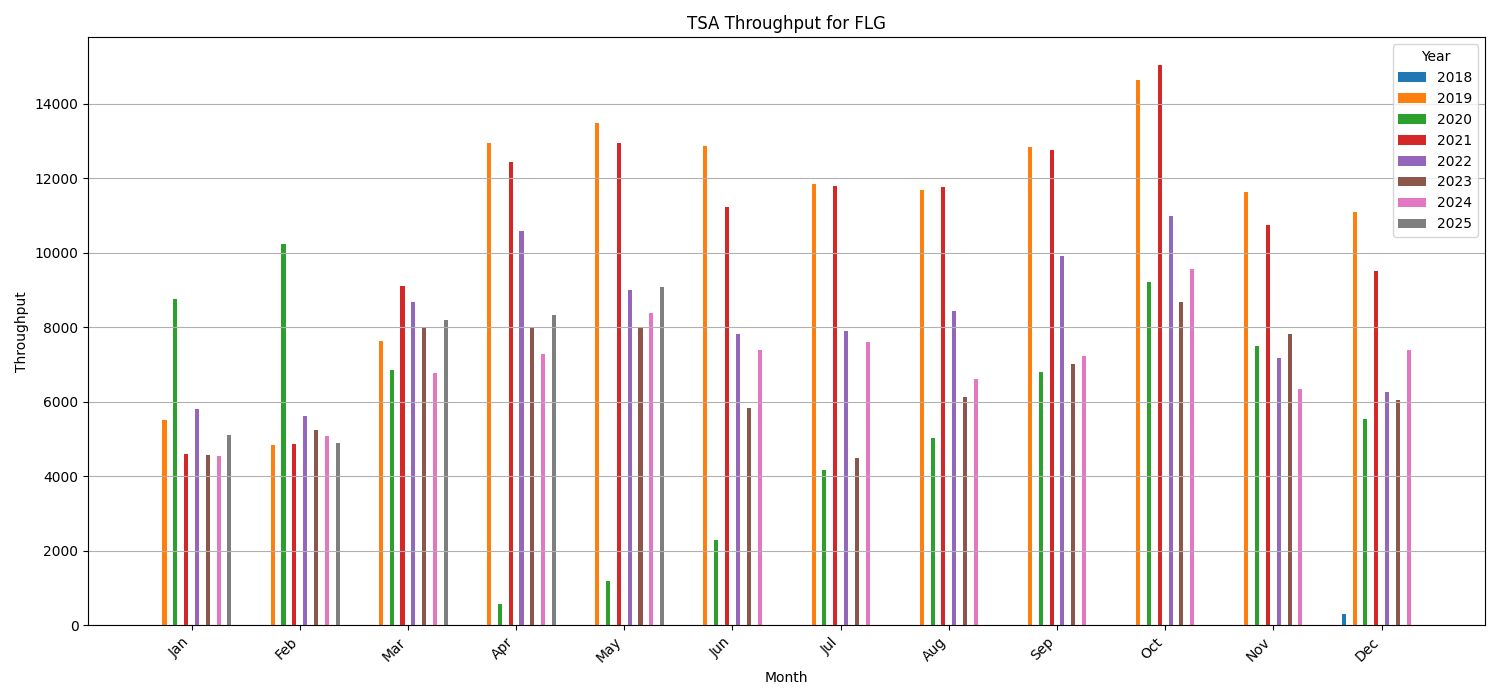 TSA Throughput for FLG
Throughput
14000
12000
10000
8000
6000
4000
2000
0
Year
2018
2019
2020
2021
2022
2023
2024
2025
Jan
Feb
Mar
Apr
May
Jun
Jul
Aug
Sep
Oct
Nov
Dec
Month